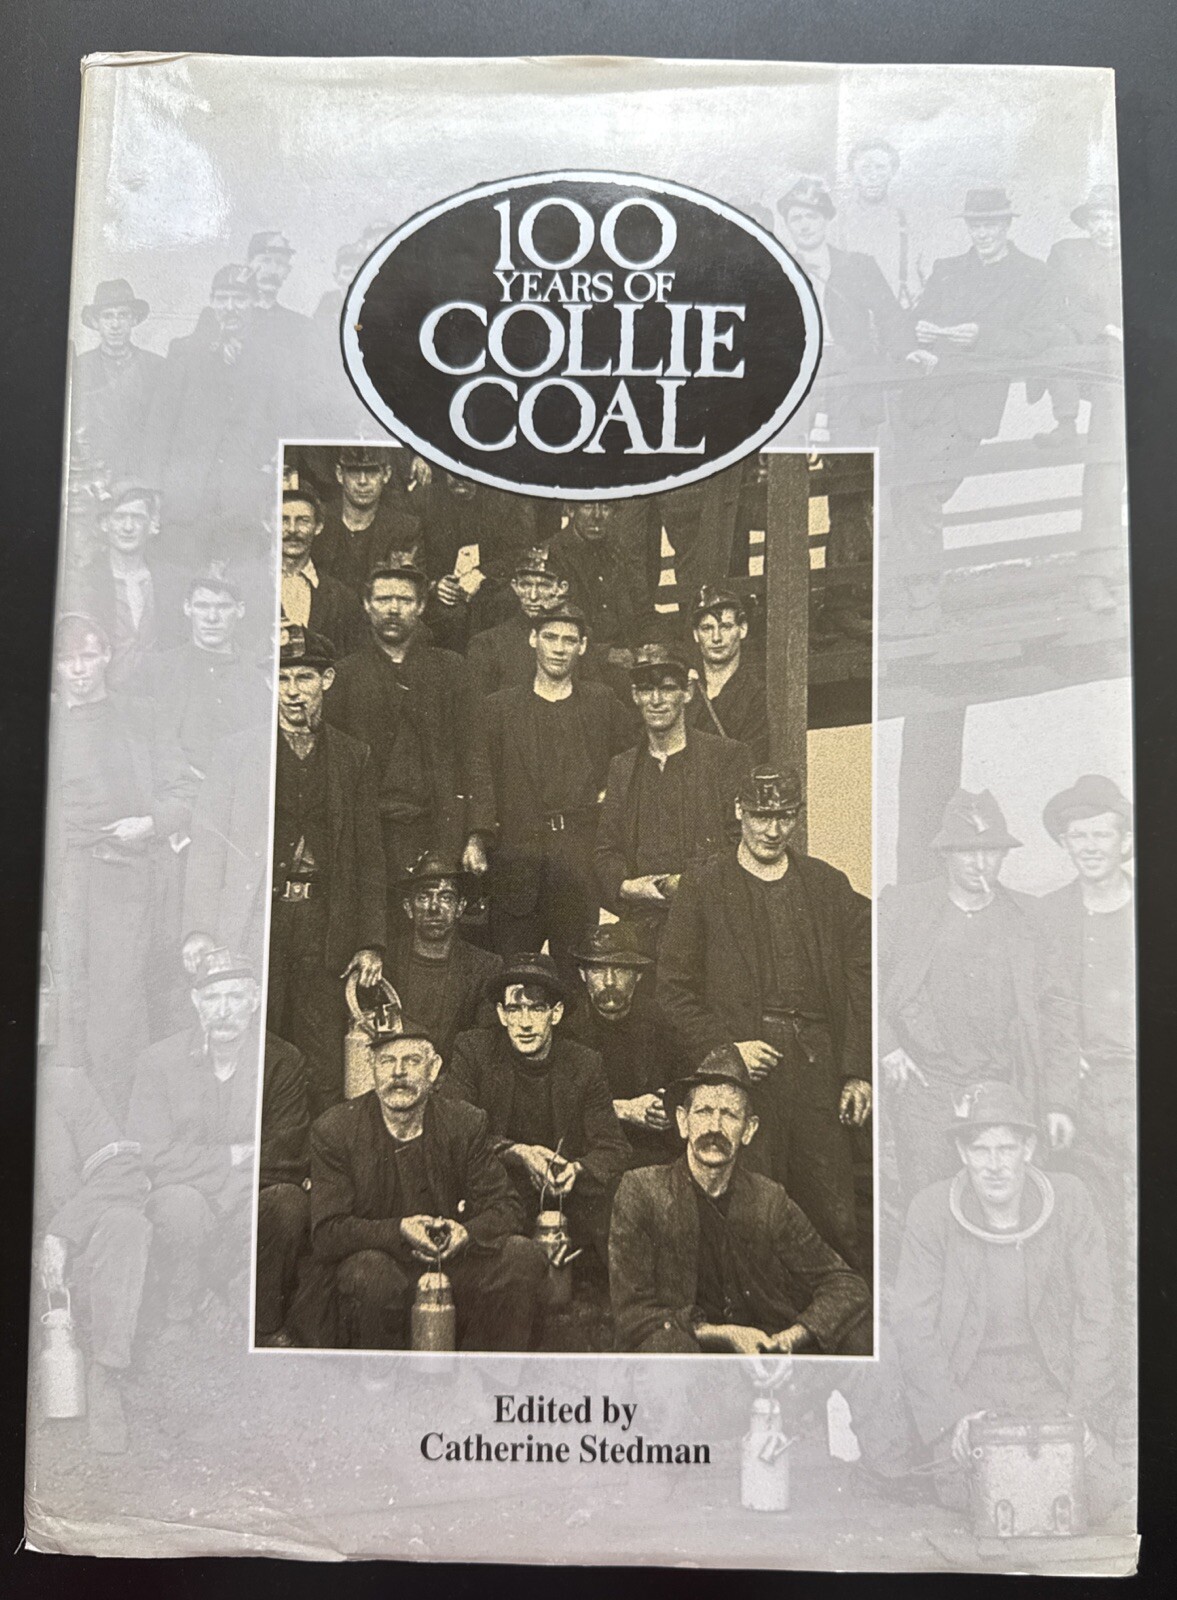 100
YEARS OF
COLLIE
COAL
Edited by
Catherine Stedman